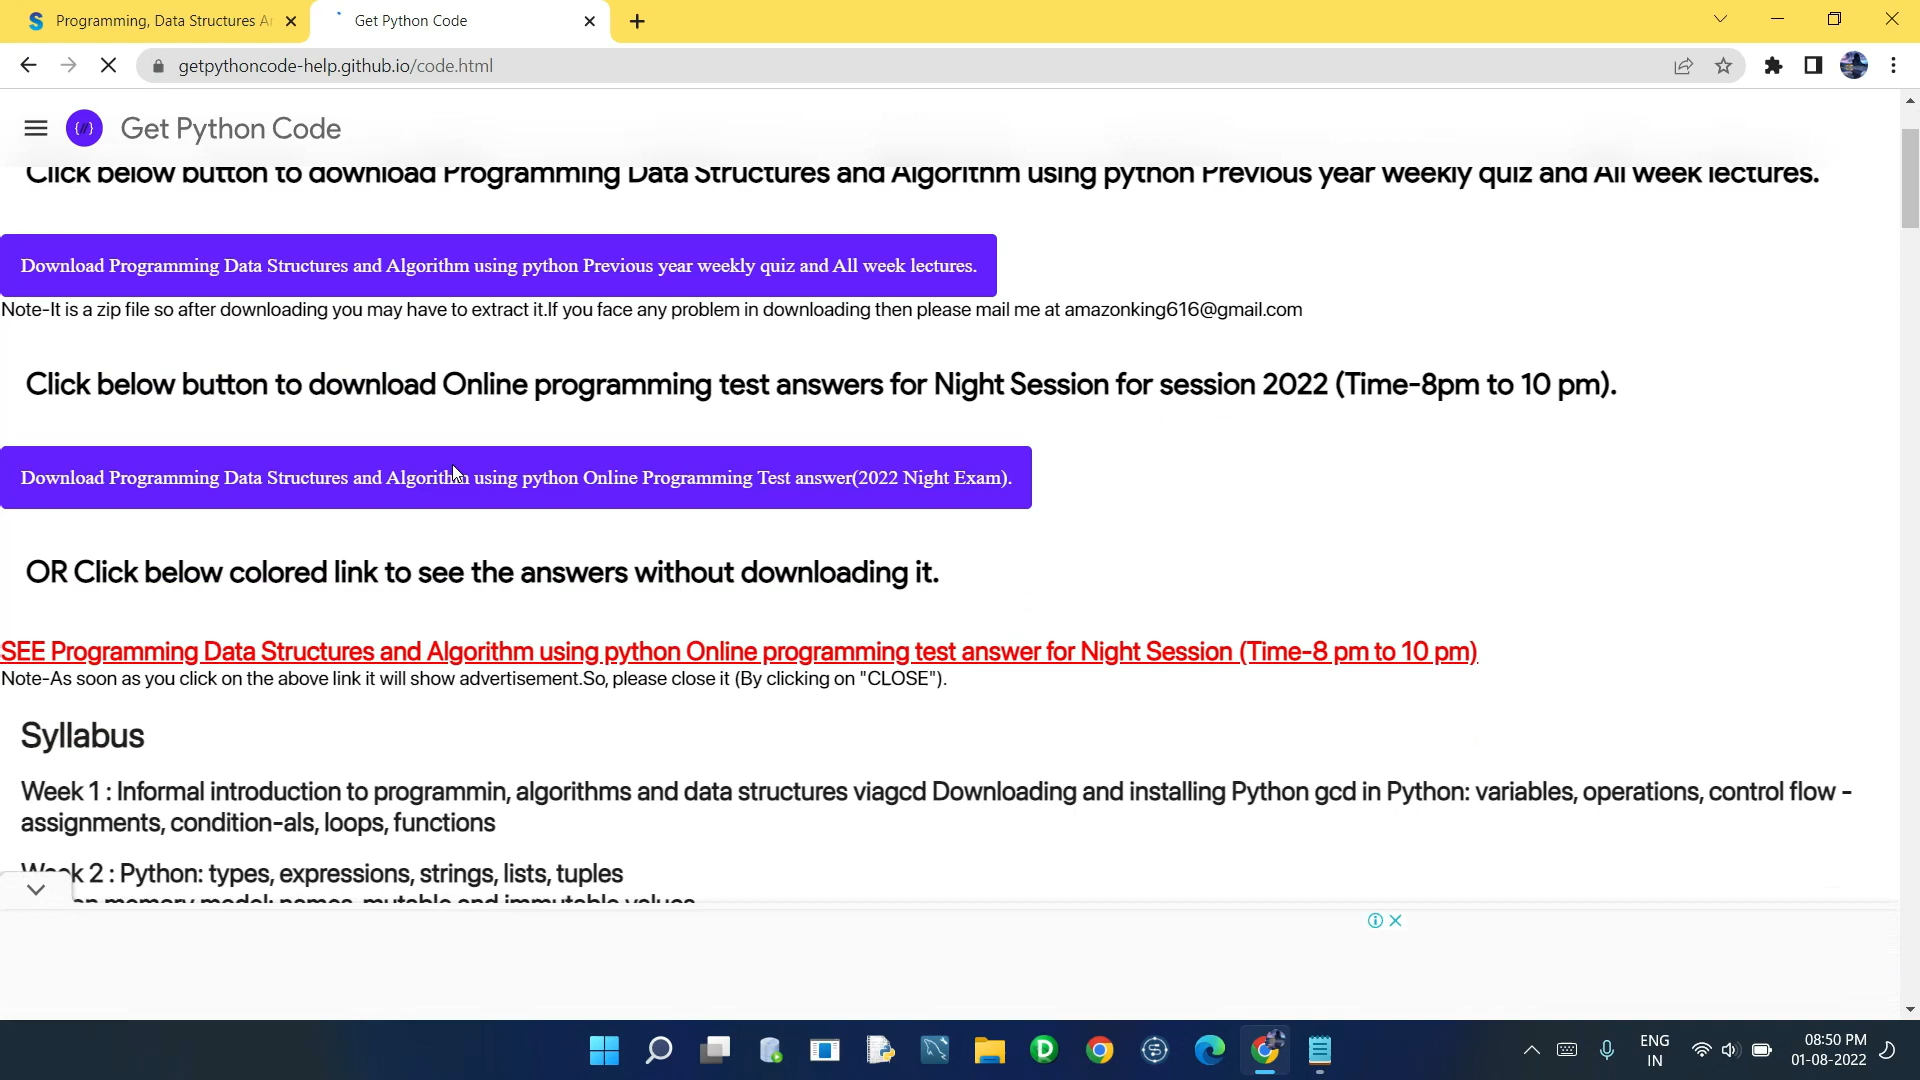 Programming, Data Structures A
Get Python Code
getpythoncode-help.github.io/code.html
{//} Get Python Code
Click below button to download Programming Data Structures and Algorithm using python Previous year weekly quiz and All week lectures.
Download Programming Data Structures and Algorithm using python Previous year weekly quiz and All week lectures.
Note-It is a zip file so after downloading you may have to extract it.If you face any problem in downloading then please mail me at amazonking616@gmail.com
Click below button to download Online programming test answers for Night Session for session 2022 (Time-8pm to 10 pm).
Download Programming Data Structures and Algorithm using python Online Programming Test answer(2022 Night Exam).
OR Click below colored link to see the answers without downloading it.
SEE Programming Data Structures and Algorithm using python Online programming test answer for Night Session (Time-8 pm to 10 pm)
Note-As soon as you click on the above link it will show advertisement.So, please close it (By clicking on "CLOSE").
Syllabus
Week 1 : Informal introduction to programmin, algorithms and data structures viagcd Downloading and installing Python gcd in Python: variables, operations, control flow -
assignments, condition-als, loops, functions
Week 2 : Python: types, expressions, strings, lists, tuples
memory model: names, mutable and immutable values
ENG
IN
08:50 PM
01-08-2022